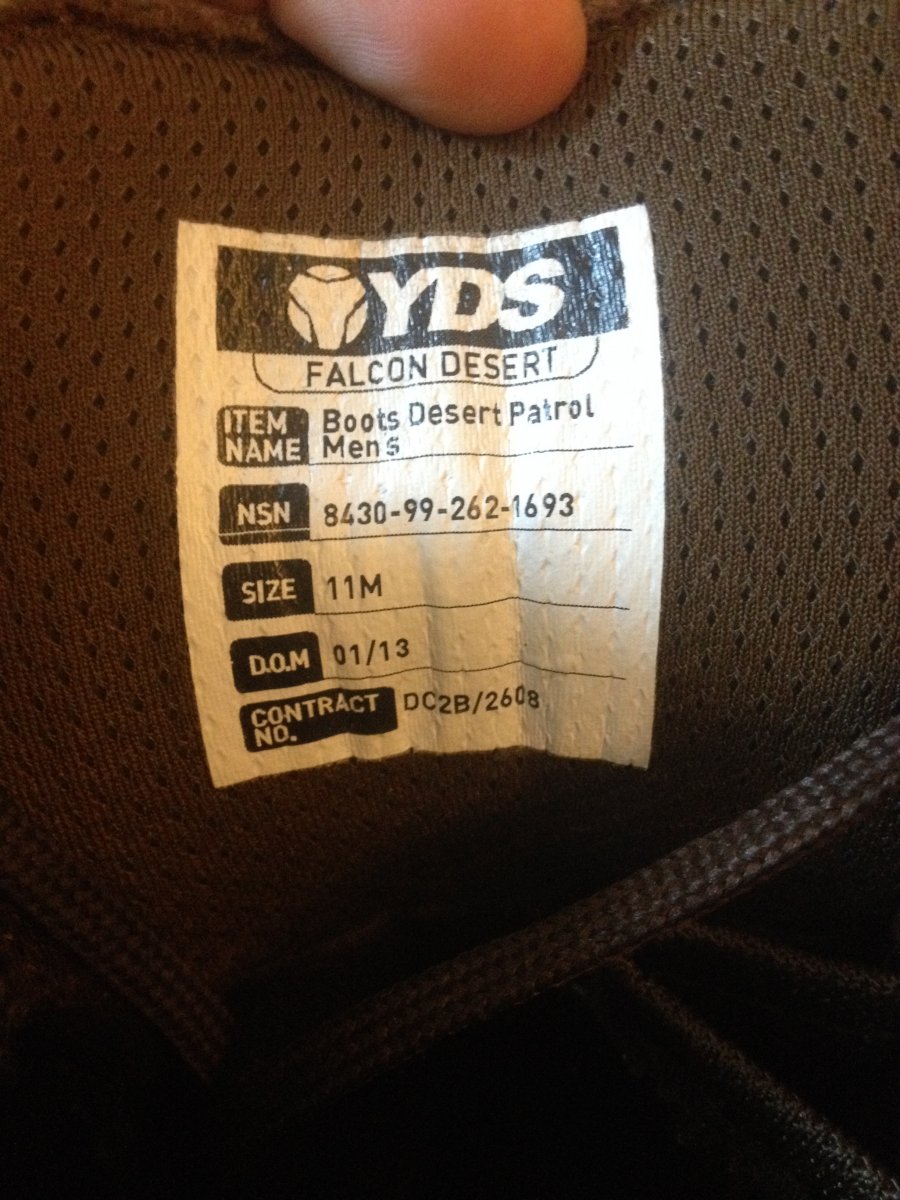 YDS
FALCON DESERT
ITEM NAME Boots Desert Patrol
Men's
NSN 8430-99-262-1693
SIZE 11M
D.O.M 01/13
CONTRACT NO. DC2B/2608